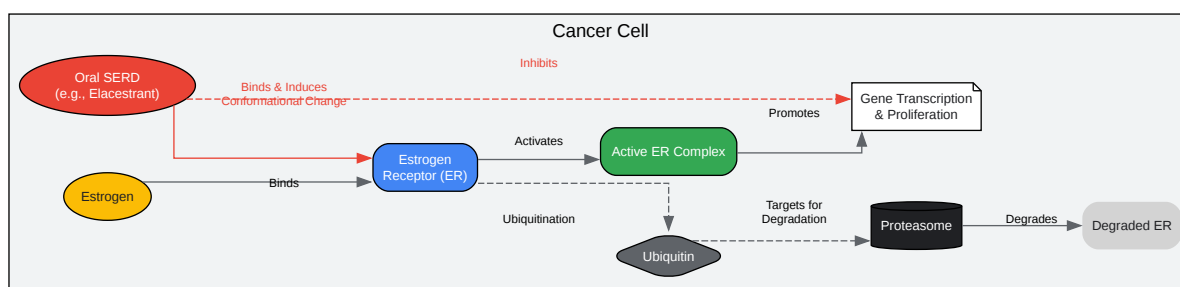 Cancer Cell
Oral SERD
(e.g., Elacestrant)
Inhibits
Binds & Induces
Conformational Change
Gene Transcription
& Proliferation
Promotes
Activates
Active ER Complex
Estrogen
Receptor (ER)
Binds
Estrogen
Ubiquitination
Targets for
Degradation
Proteasome
Degrades
Degraded ER
Ubiquitin